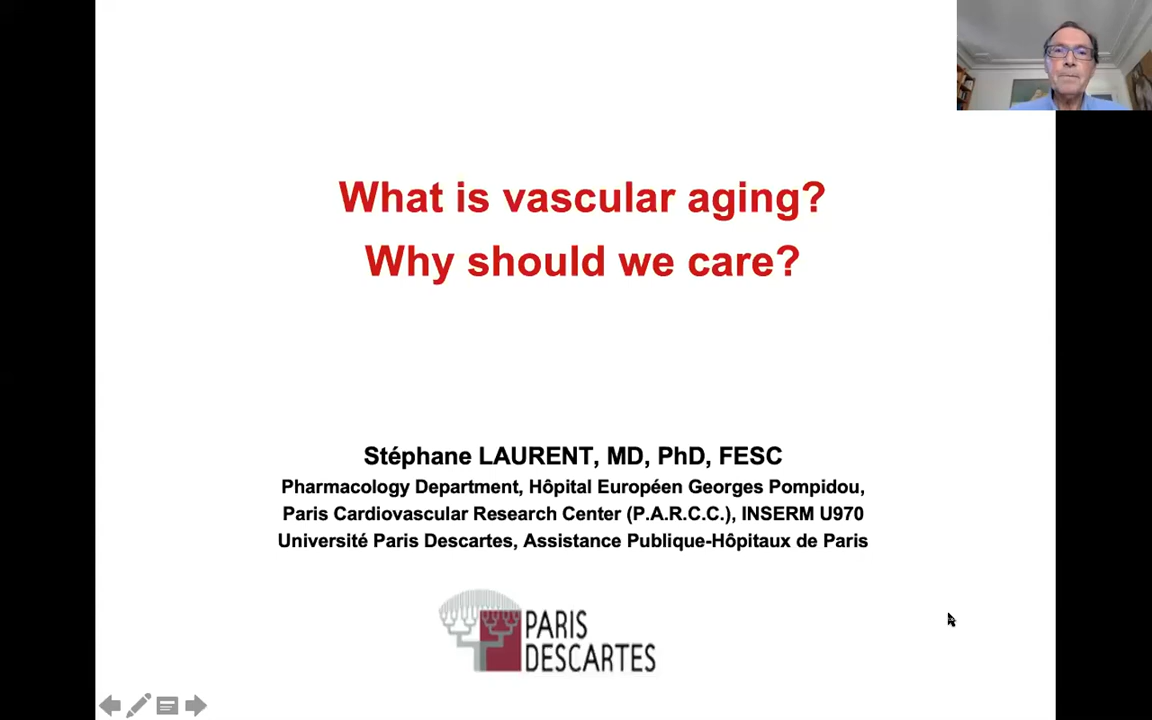 What is vascular aging?
Why should we care?
Stéphane LAURENT, MD, PhD, FESC
Pharmacology Department, Hôpital Européen Georges Pompidou,
Paris Cardiovascular Research Center (P.A.R.C.C.), INSERM U970
Université Paris Descartes, Assistance Publique-Hôpitaux de Paris
PARIS
DESCARTES